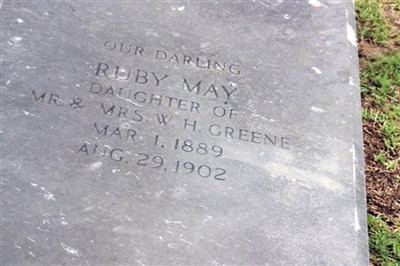 OUR DARLING
RUBY MAY
DAUGHTER OF
MR. & MRS. W. H. GREENE
MAR. 1, 1889
AUG. 29, 1902